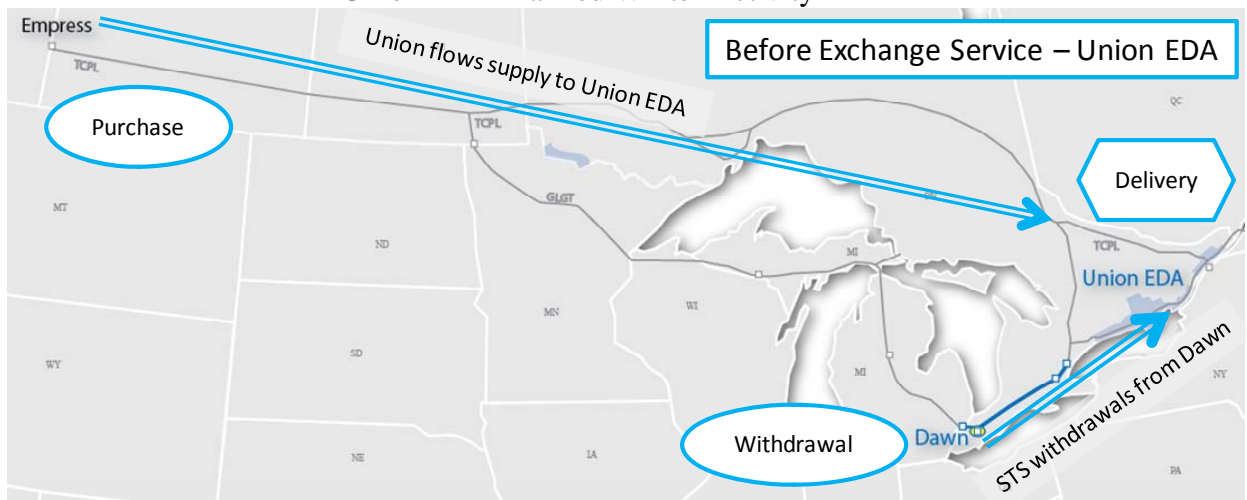 Empress
TCPL
Union flows supply to Union EDA
Before Exchange Service – Union EDA
QC
Purchase
TCPL
Delivery
MT
GLGT
ND
MI
TCPL
Union EDA
MN
WI
SD
WY
MI
NY
STS withdrawals from Dawn
Withdrawal
Dawn
NE
IA
PA